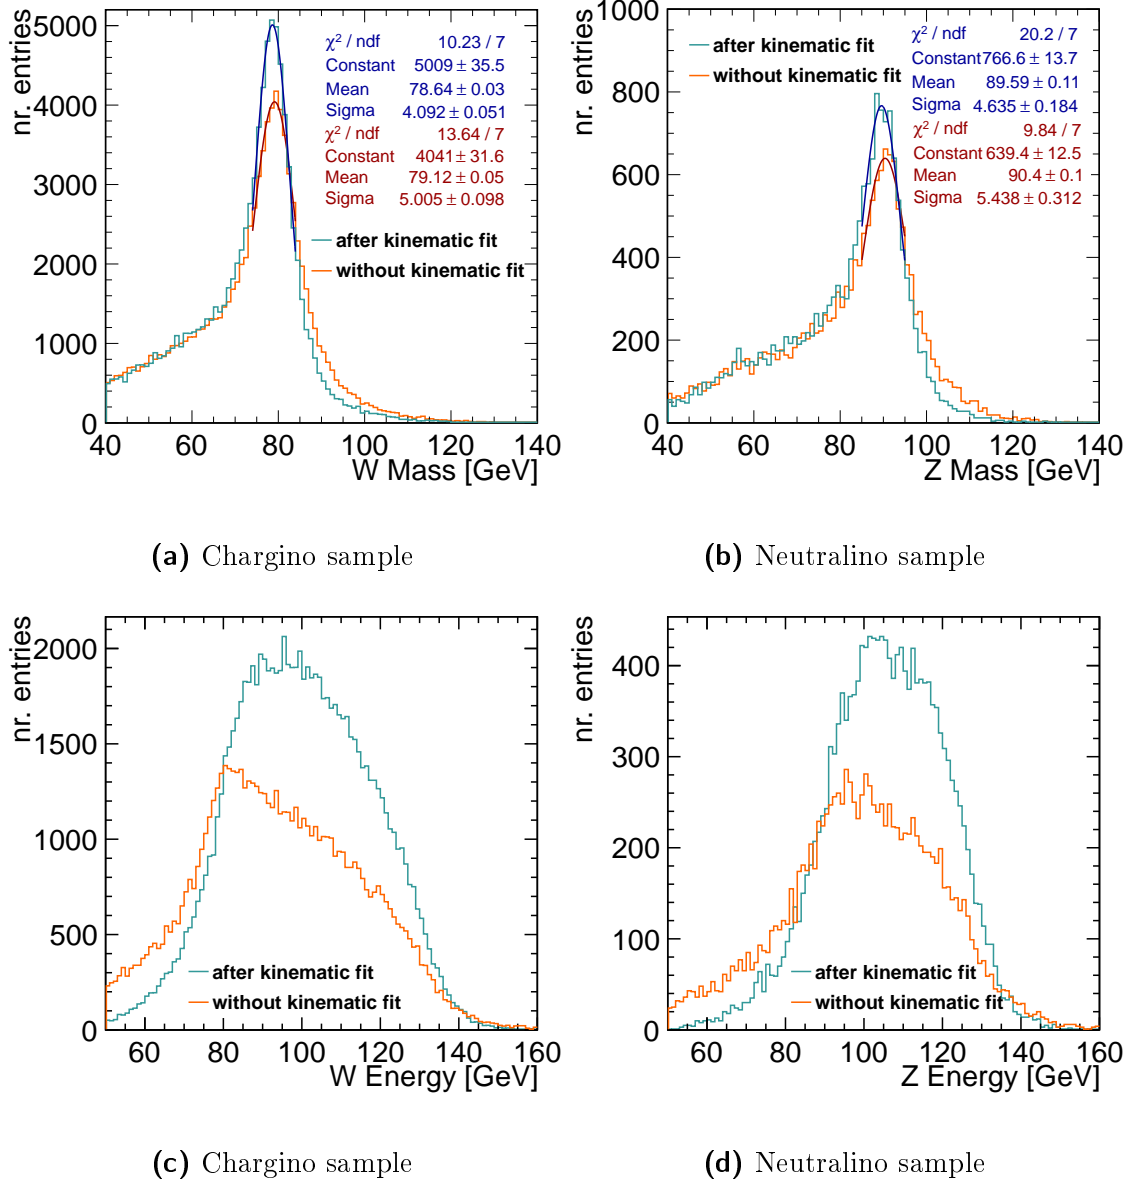 nr. entries
5000
4000
3000
2000
1000
0
40 60 80 100 120 140
W Mass [GeV]
χ² / ndf 10.23 / 7
Constant 5009 ± 35.5
Mean 78.64 ± 0.03
Sigma 4.092 ± 0.051
χ² / ndf 13.64 / 7
Constant 4041 ± 31.6
Mean 79.12 ± 0.05
Sigma 5.005 ± 0.098
after kinematic fit
without kinematic fit
(a) Chargino sample
nr. entries
1000
800
600
400
200
0
40 60 80 100 120 140
Z Mass [GeV]
after kinematic fit
without kinematic fit
χ² / ndf 20.2 / 7
Constant 766.6 ± 13.7
Mean 89.59 ± 0.11
Sigma 4.635 ± 0.184
χ² / ndf 9.84 / 7
Constant 639.4 ± 12.5
Mean 90.4 ± 0.1
Sigma 5.438 ± 0.312
(b) Neutralino sample
nr. entries
2000
1500
1000
500
0
60 80 100 120 140 160
W Energy [GeV]
after kinematic fit
without kinematic fit
(c) Chargino sample
nr. entries
400
300
200
100
0
60 80 100 120 140 160
Z Energy [GeV]
after kinematic fit
without kinematic fit
(d) Neutralino sample